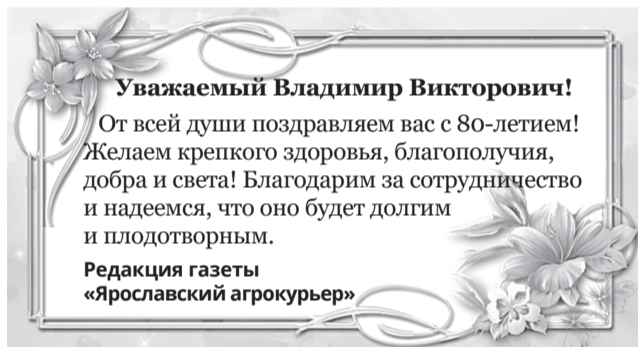 Уважаемый Владимир Викторович!
От всей души поздравляем вас с 80-летием!
Желаем крепкого здоровья, благополучия,
добра и света! Благодарим за сотрудничество
и надеемся, что оно будет долгим
и плодотворным.
Редакция газеты
«Ярославский агрокурьер»